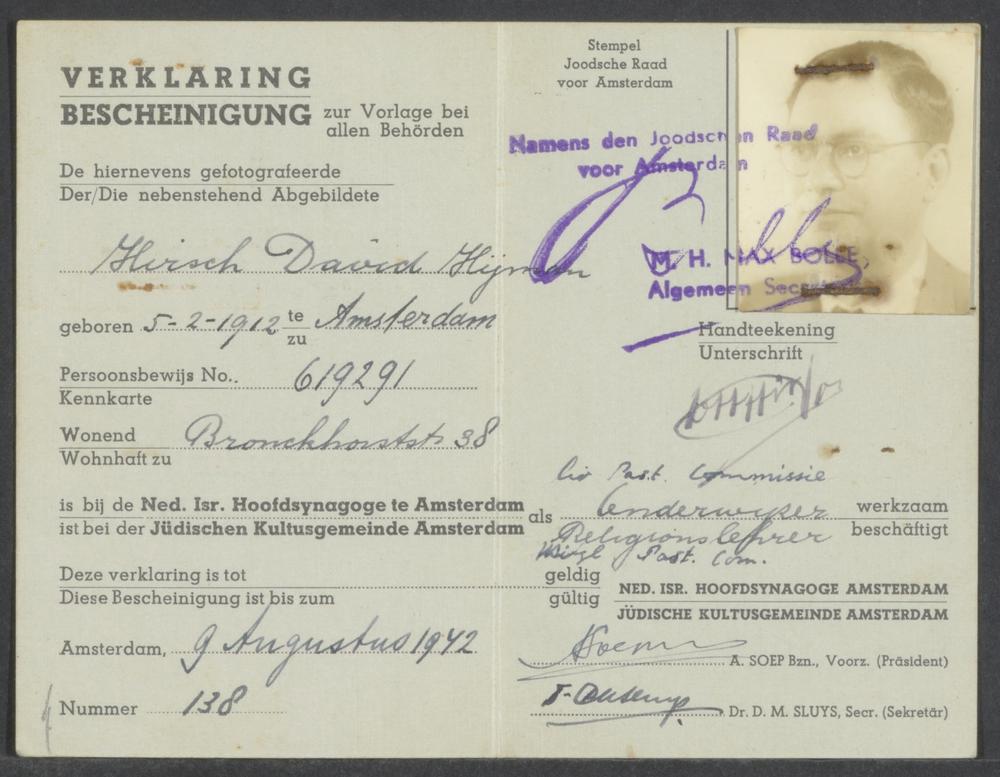 VERKLARING
BESCHEINIGUNG zur Vorlage bei
allen Behörden
De hiernevens gefotografeerde
Der/Die nebenstehend Abgebildete
Hirsch David Hijman
geboren 5-2-1912 te Amsterdam
zu
Persoonsbewijs No.. 619291
Kennkarte
Wonend Bronckhorststr 38
Wohnhaft zu
is bij de Ned. Isr. Hoofdsynagoge te Amsterdam
ist bei der Jüdischen Kultusgemeinde Amsterdam
Deze verklaring is tot
Diese Bescheinigung ist bis zum
Amsterdam, 9 Augustus 1942
Nummer 138
Stempel
Joodsche Raad
voor Amsterdam
Namens den Joodschen Raad
voor Amsterdam
M. H. MAX BOLLE,
Algemeen Secretaris
Handteekening
Unterschrift
Past. Commissie
als Onderwijzer werkzaam
Religionslehrer beschäftigt
Past. Com.
geldig
gültig
NED. ISR. HOOFDSYNAGOGE AMSTERDAM
JÜDISCHE KULTUSGEMEINDE AMSTERDAM
A. SOEP Bzn., Voorz. (Präsident)
Dr. D. M. SLUYS, Secr. (Sekretär)